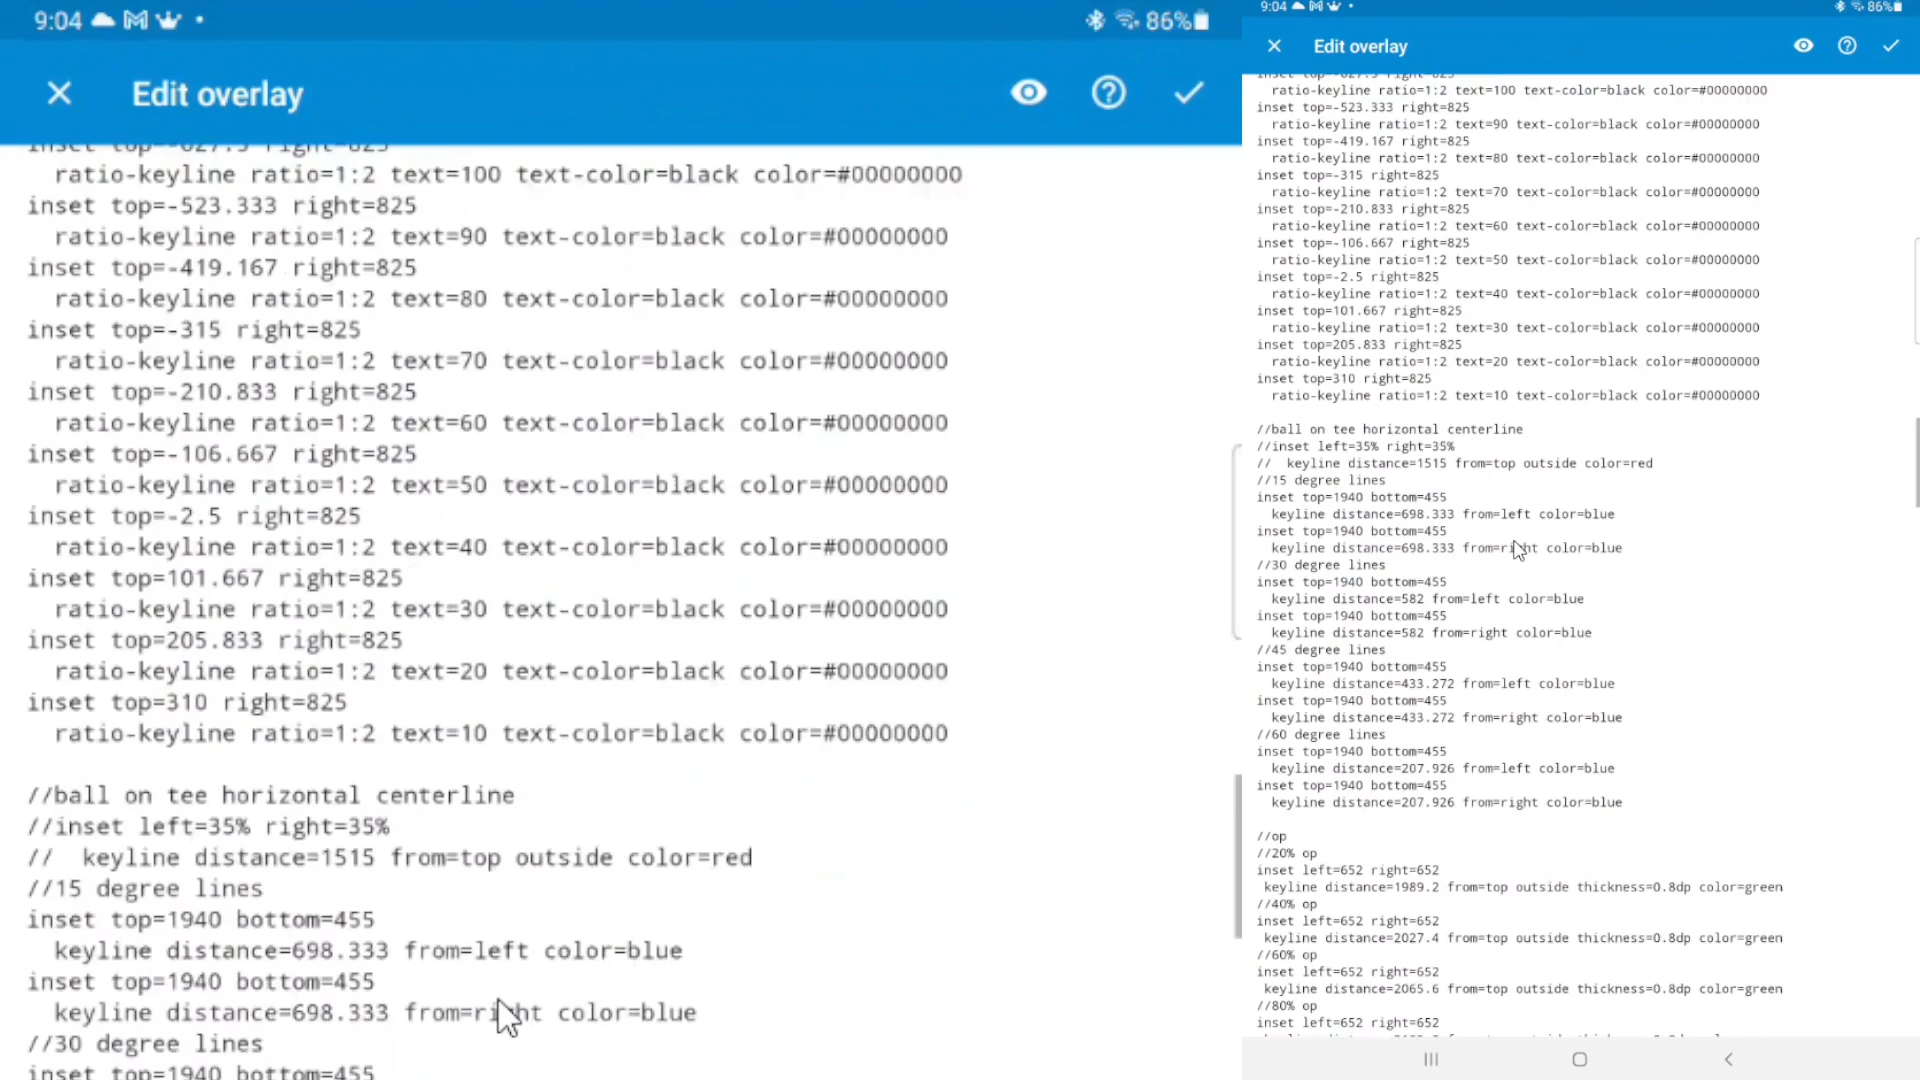 9:04
86%
Edit overlay
inset top=-627.5 right=825
ratio-keyline ratio=1:2 text=100 text-color=black color=#00000000
inset top=-523.333 right=825
ratio-keyline ratio=1:2 text=90 text-color=black color=#00000000
inset top=-419.167 right=825
ratio-keyline ratio=1:2 text=80 text-color=black color=#00000000
inset top=-315 right=825
ratio-keyline ratio=1:2 text=70 text-color=black color=#00000000
inset top=-210.833 right=825
ratio-keyline ratio=1:2 text=60 text-color=black color=#00000000
inset top=-106.667 right=825
ratio-keyline ratio=1:2 text=50 text-color=black color=#00000000
inset top=-2.5 right=825
ratio-keyline ratio=1:2 text=40 text-color=black color=#00000000
inset top=101.667 right=825
ratio-keyline ratio=1:2 text=30 text-color=black color=#00000000
inset top=205.833 right=825
ratio-keyline ratio=1:2 text=20 text-color=black color=#00000000
inset top=310 right=825
ratio-keyline ratio=1:2 text=10 text-color=black color=#00000000
//ball on tee horizontal centerline
//inset left=35% right=35%
// keyline distance=1515 from=top outside color=red
//15 degree lines
inset top=1940 bottom=455
keyline distance=698.333 from=left color=blue
inset top=1940 bottom=455
keyline distance=698.333 from=right color=blue
//30 degree lines
inset top=1940 bottom=455
9:04
86%
Edit overlay
inset top=-627.5 right=825
ratio-keyline ratio=1:2 text=100 text-color=black color=#00000000
inset top=-523.333 right=825
ratio-keyline ratio=1:2 text=90 text-color=black color=#00000000
inset top=-419.167 right=825
ratio-keyline ratio=1:2 text=80 text-color=black color=#00000000
inset top=-315 right=825
ratio-keyline ratio=1:2 text=70 text-color=black color=#00000000
inset top=-210.833 right=825
ratio-keyline ratio=1:2 text=60 text-color=black color=#00000000
inset top=-106.667 right=825
ratio-keyline ratio=1:2 text=50 text-color=black color=#00000000
inset top=-2.5 right=825
ratio-keyline ratio=1:2 text=40 text-color=black color=#00000000
inset top=101.667 right=825
ratio-keyline ratio=1:2 text=30 text-color=black color=#00000000
inset top=205.833 right=825
ratio-keyline ratio=1:2 text=20 text-color=black color=#00000000
inset top=310 right=825
ratio-keyline ratio=1:2 text=10 text-color=black color=#00000000
//ball on tee horizontal centerline
//inset left=35% right=35%
// keyline distance=1515 from=top outside color=red
//15 degree lines
inset top=1940 bottom=455
keyline distance=698.333 from=left color=blue
inset top=1940 bottom=455
keyline distance=698.333 from=right color=blue
//30 degree lines
inset top=1940 bottom=455
keyline distance=582 from=left color=blue
inset top=1940 bottom=455
keyline distance=582 from=right color=blue
//45 degree lines
inset top=1940 bottom=455
keyline distance=433.272 from=left color=blue
inset top=1940 bottom=455
keyline distance=433.272 from=right color=blue
//60 degree lines
inset top=1940 bottom=455
keyline distance=207.926 from=left color=blue
inset top=1940 bottom=455
keyline distance=207.926 from=right color=blue
//op
//20% op
inset left=652 right=652
keyline distance=1989.2 from=top outside thickness=0.8dp color=green
//40% op
inset left=652 right=652
keyline distance=2027.4 from=top outside thickness=0.8dp color=green
//60% op
inset left=652 right=652
keyline distance=2065.6 from=top outside thickness=0.8dp color=green
//80% op
inset left=652 right=652